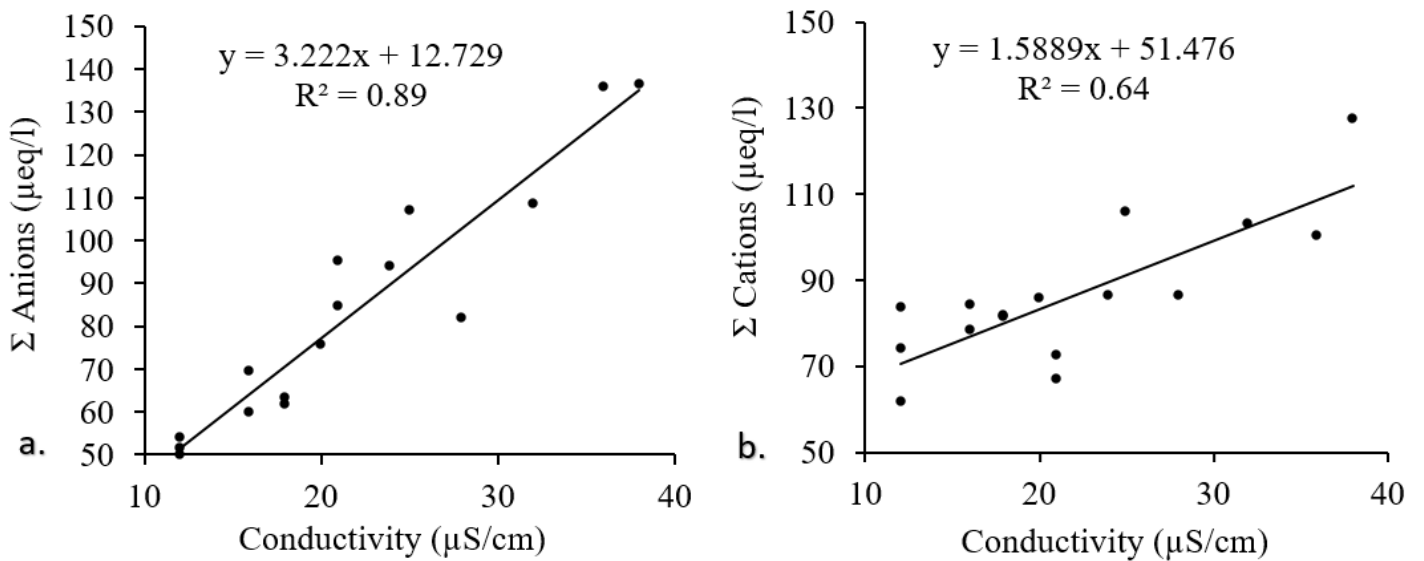 y = 3.222x + 12.729
R² = 0.89
Σ Anions (µeq/l)
150
140
130
120
110
100
90
80
70
60
50
10 20 30 40
Conductivity (µS/cm)
a.
y = 1.5889x + 51.476
R² = 0.64
Σ Cations (µeq/l)
150
130
110
90
70
50
10 20 30 40
Conductivity (µS/cm)
b.